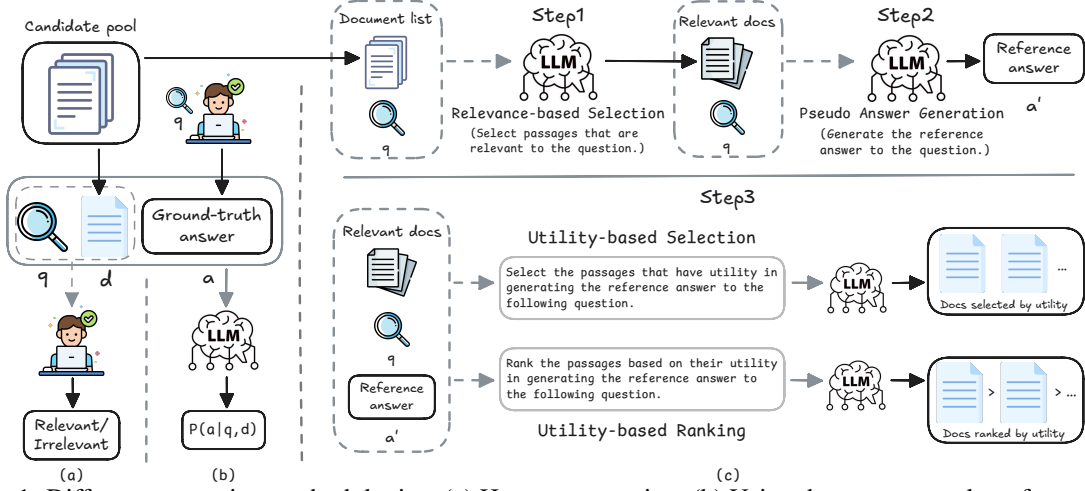 Candidate pool
q
Ground-truth
answer
q
d
a
LLM
Relevant/
Irrelevant
P(a|q,d)
(a)
(b)
Document list
q
Step1
LLM
Relevance-based Selection
(Select passages that are
relevant to the question.)
Relevant docs
q
Step2
LLM
Pseudo Answer Generation
(Generate the reference
answer to the question.)
Reference
answer
a'
Step3
Relevant docs
q
Reference
answer
a'
Utility-based Selection
Select the passages that have utility in
generating the reference answer to the
following question.
LLM
...
Docs selected by utility
Rank the passages based on their utility
in generating the reference answer to
the following question.
LLM
> > ...
Docs ranked by utility
Utility-based Ranking
(c)